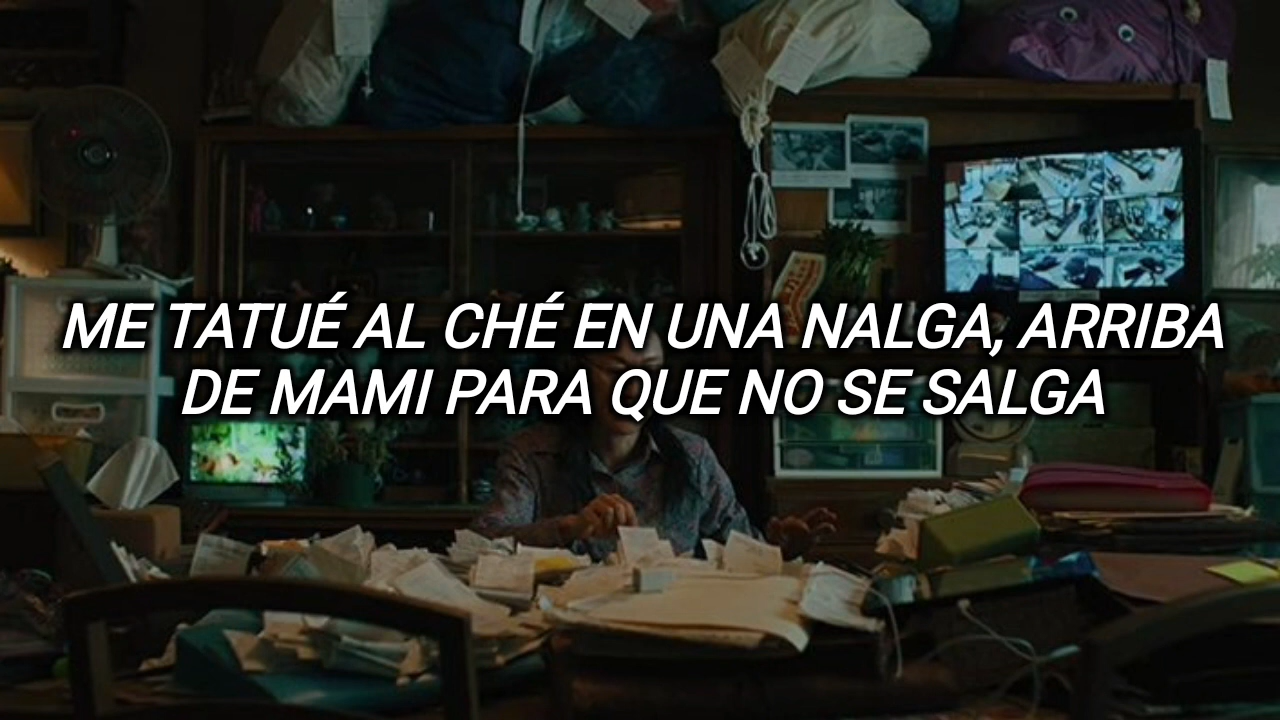 ME TATUÉ AL CHÉ EN UNA NALGA, ARRIBA
DE MAMI PARA QUE NO SE SALGA